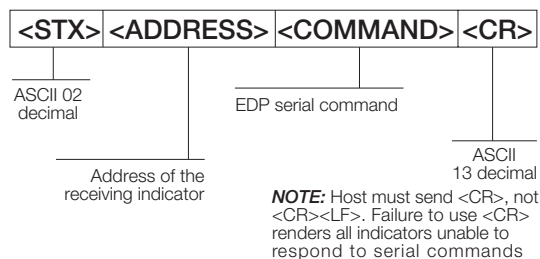 <STX> <ADDRESS> <COMMAND> <CR>
ASCII 02
decimal
EDP serial command
Address of the
receiving indicator
ASCII
13 decimal
NOTE: Host must send <CR>, not
<CR><LF>. Failure to use <CR>
renders all indicators unable to
respond to serial commands